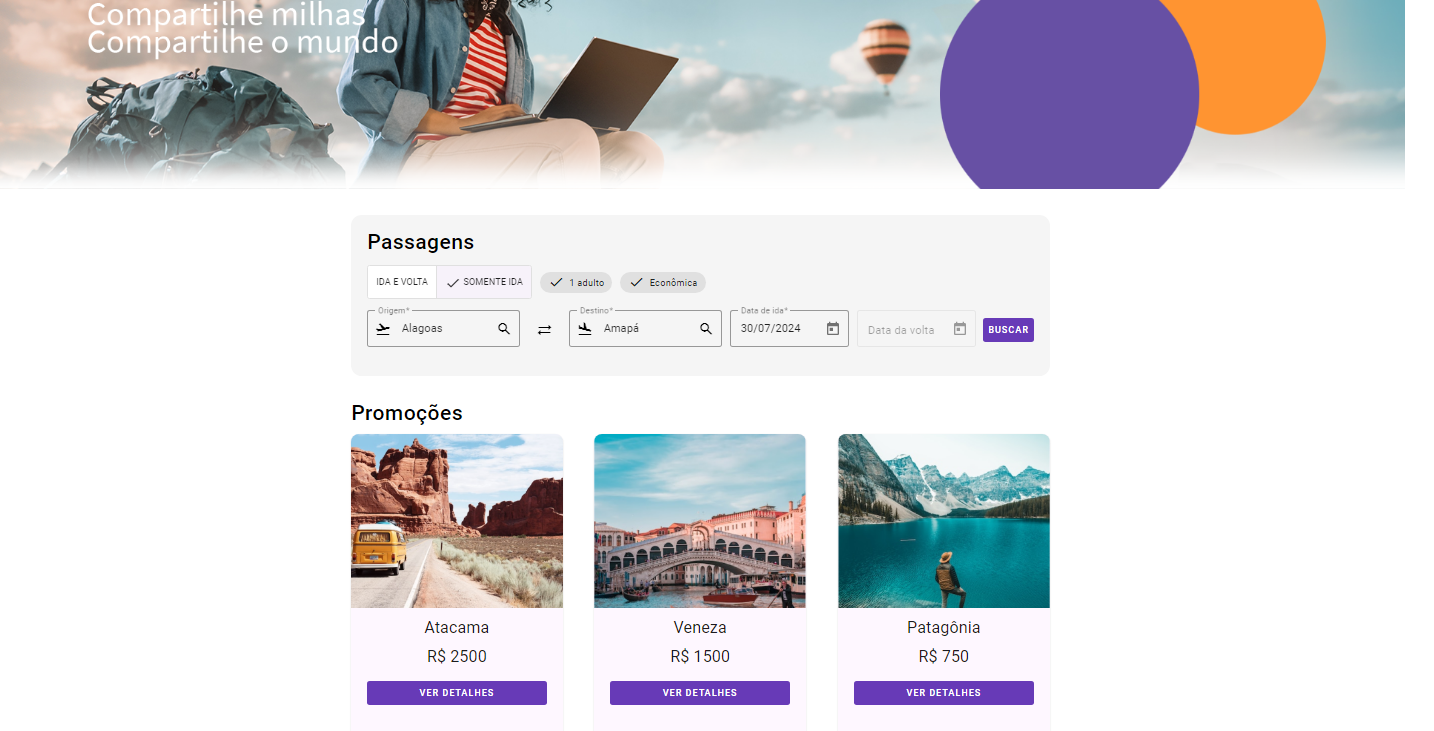 Compartilhe milhas
Compartilhe o mundo
Passagens
IDA E VOLTA SOMENTE IDA 1 adulto Econômica
Origem* Destino* Data de ida*
Alagoas Amapá 30/07/2024 Data da volta BUSCAR
Promoções
Atacama Veneza Patagônia
R$ 2500 R$ 1500 R$ 750
VER DETALHES VER DETALHES VER DETALHES